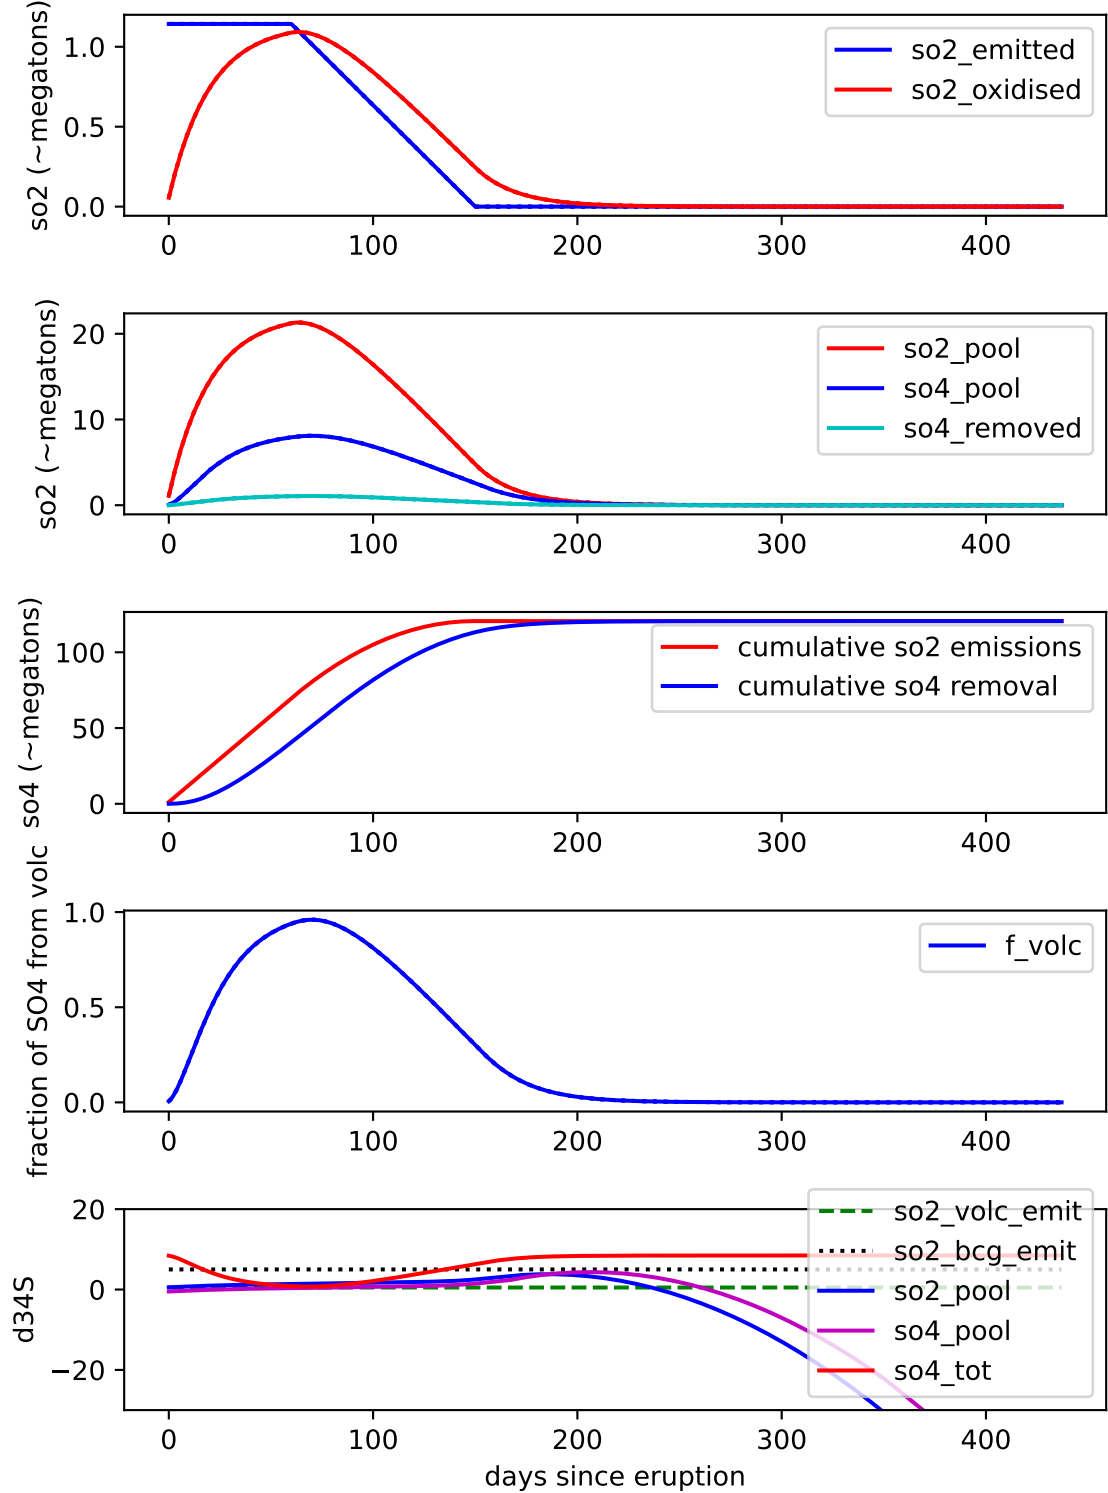 so2 (~megatons)
1.0
0.5
0.0
so2_emitted
so2_oxidised
0 100 200 300 400
so2 (~megatons)
20
10
0
so2_pool
so4_pool
so4_removed
0 100 200 300 400
so4 (~megatons)
100
50
0
cumulative so2 emissions
cumulative so4 removal
0 100 200 300 400
fraction of SO4 from volc
1.0
0.5
0.0
f_volc
0 100 200 300 400
d34S
20
0
−20
so2_volc_emit
so2_bcg_emit
so2_pool
so4_pool
so4_tot
0 100 200 300 400
days since eruption